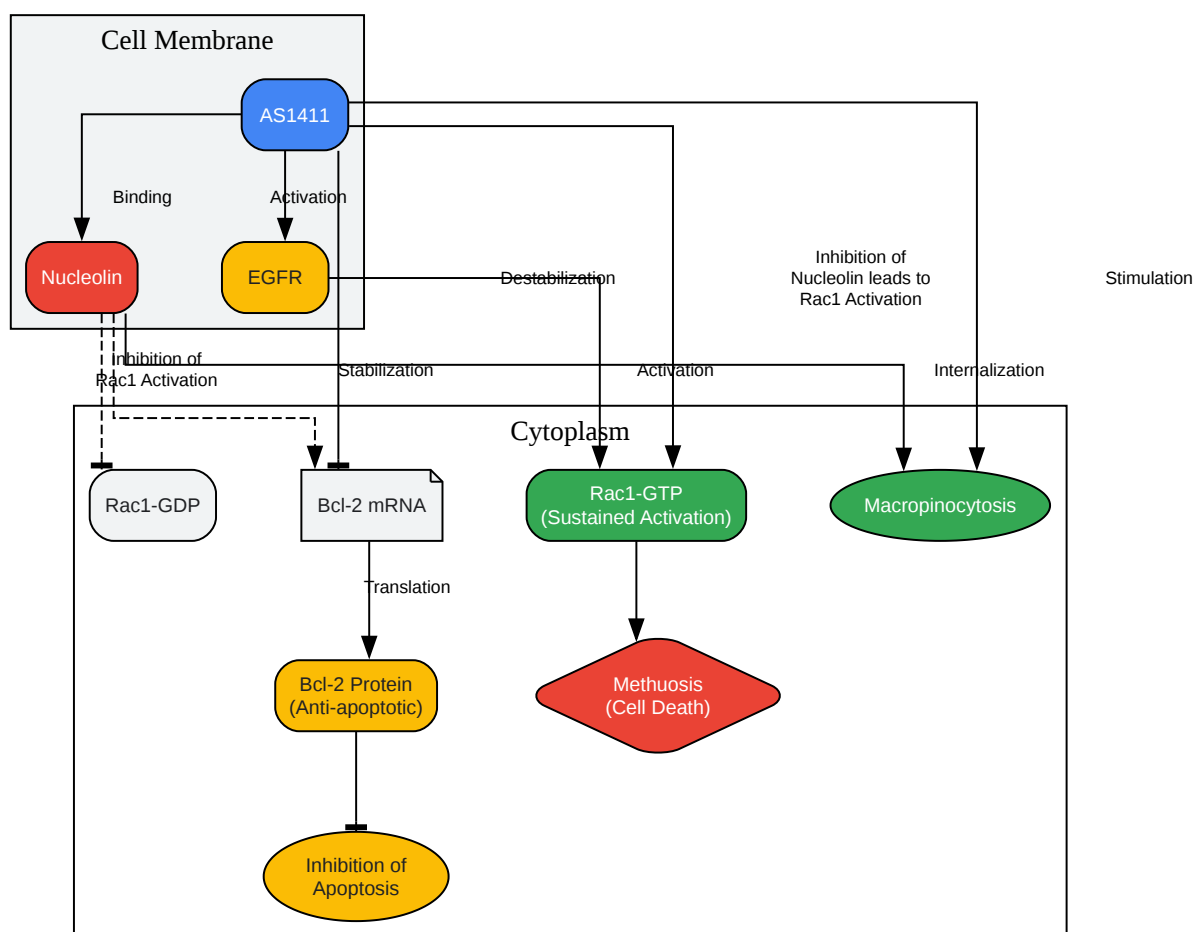 Cell Membrane
AS1411
Binding
Activation
Nucleolin
EGFR
Destabilization
Inhibition of
Nucleolin leads to
Rac1 Activation
Stimulation
Inhibition of
Rac1 Activation
Stabilization
Activation
Internalization
Cytoplasm
Rac1-GDP
Bcl-2 mRNA
Rac1-GTP
(Sustained Activation)
Macropinocytosis
Translation
Bcl-2 Protein
(Anti-apoptotic)
Methuosis
(Cell Death)
Inhibition of
Apoptosis